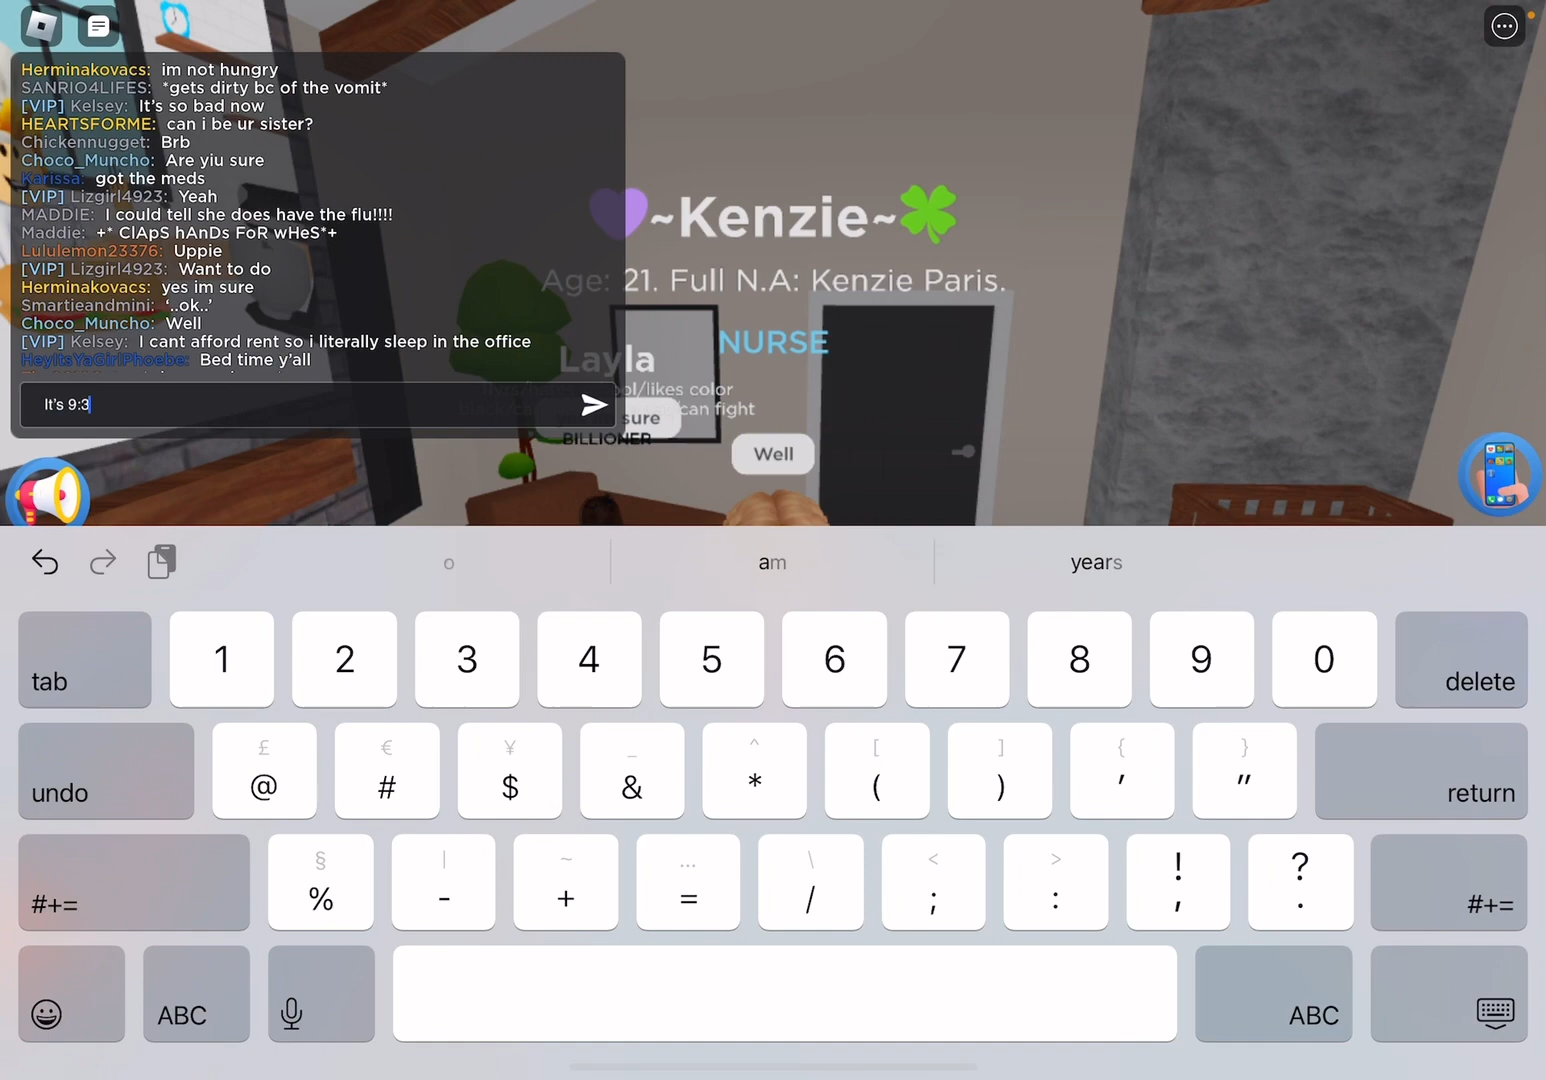 Herminakovacs: im not hungry
SANRIO4LIFES: *gets dirty bc of the vomit*
[VIP] Kelsey: It's so bad now
HEARTSFORME: can i be ur sister?
Chickennugget: Brb
Choco_Muncho: Are yiu sure
Karissa: got the meds
[VIP] Lizgirl4923: Yeah
MADDIE: I could tell she does have the flu!!!!
Maddie: +* ClApS hAnDs FoR wHeS*+
Lululemon23376: Uppie
[VIP] Lizgirl4923: Want to do
Herminakovacs: yes im sure
Smartieandmini: '..ok..'
Choco_Muncho: Well
[VIP] Kelsey: I cant afford rent so i literally sleep in the office
HeyItsYaGirlPhoebe: Bed time y'all
It's 9:3
~Kenzie~
Age: 21. Full N.A: Kenzie Paris.
NURSE
Layla
/likes color
can fight
sure
BILLIONER
Well
o am years
tab 1 2 3 4 5 6 7 8 9 0 delete
£ € ¥ _ ^ [ ] { }
undo @ # $ & * ( ) ' " return
§ | ~ ... \ < > ! ?
#+= % - + = / ; : , . #+=
ABC ABC